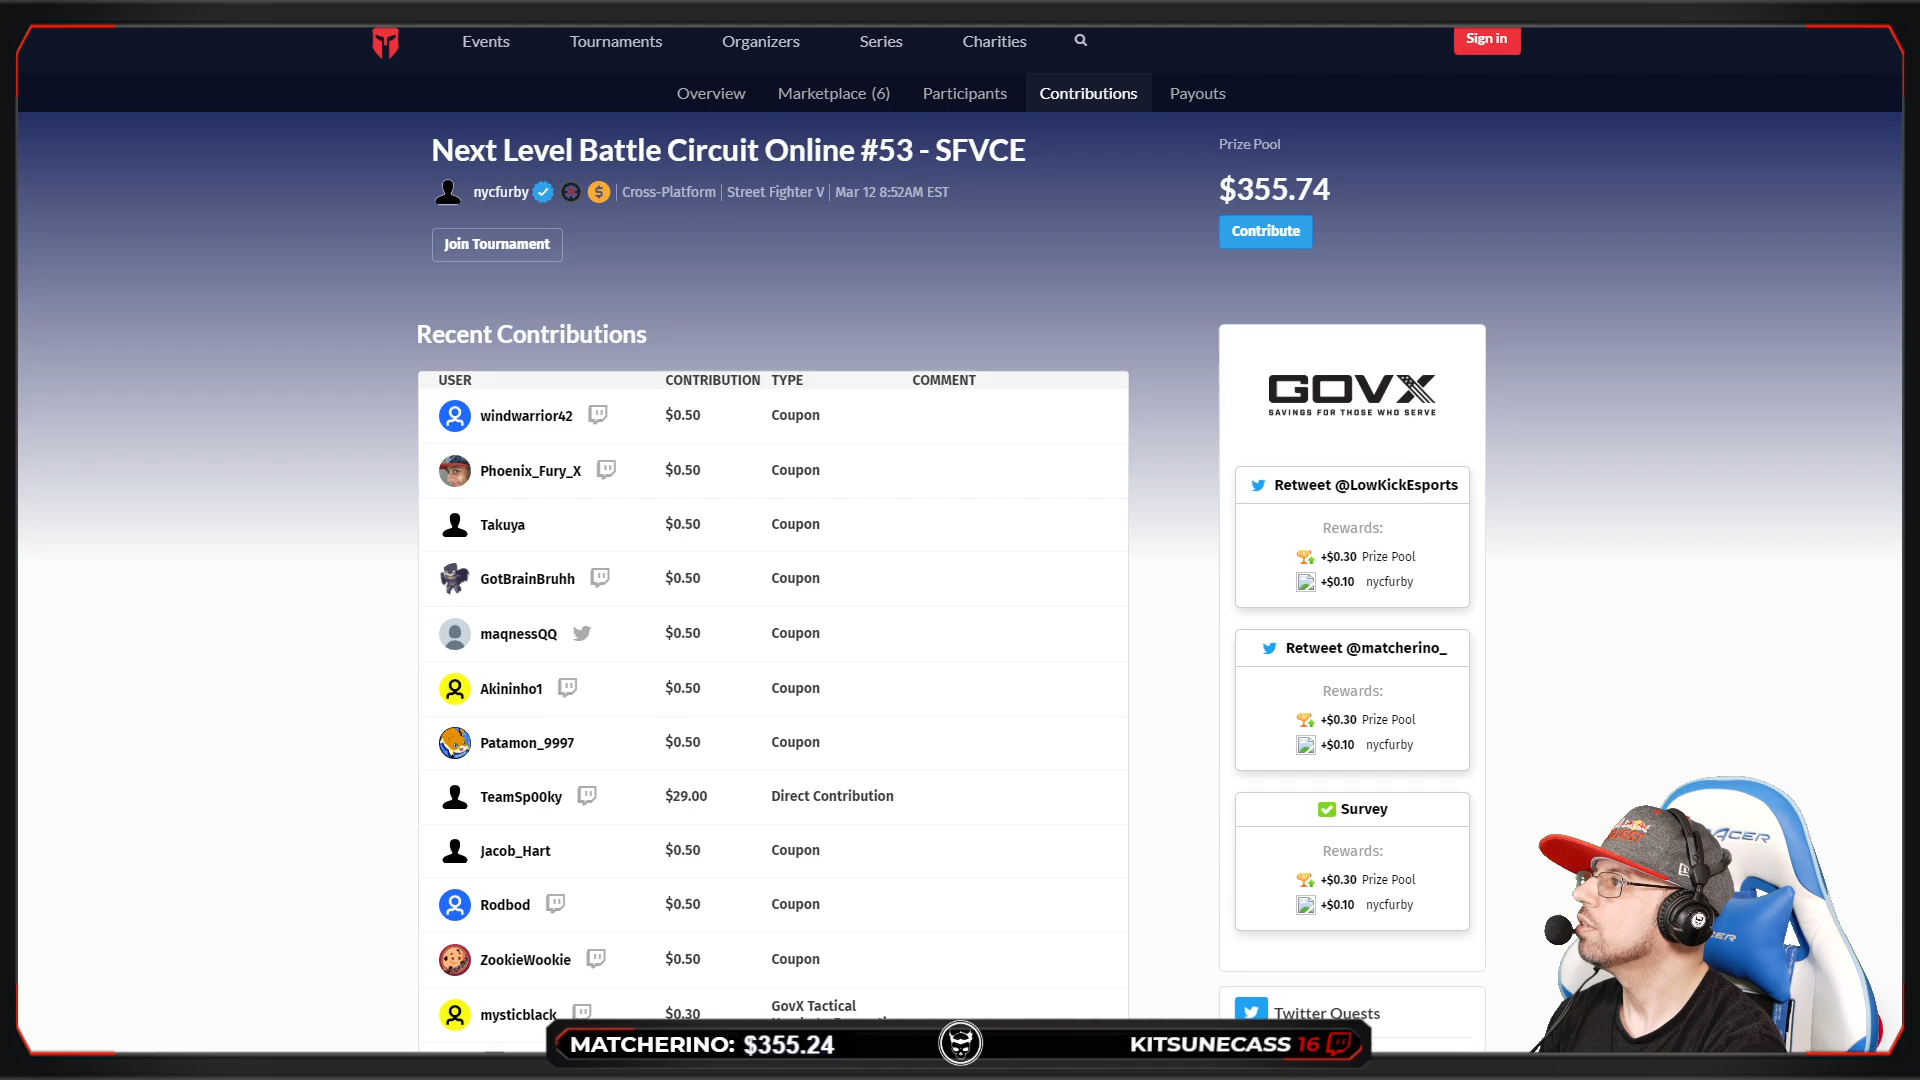 Events Tournaments Organizers Series Charities Sign in
Overview Marketplace (6) Participants Contributions Payouts
Next Level Battle Circuit Online #53 - SFVCE
nycfurby | Cross-Platform | Street Fighter V | Mar 12 8:52AM EST
Join Tournament
Prize Pool
$355.74
Contribute
Recent Contributions
USER CONTRIBUTION TYPE COMMENT
windwarrior42 $0.50 Coupon
Phoenix_Fury_X $0.50 Coupon
Takuya $0.50 Coupon
GotBrainBruhh $0.50 Coupon
maqnessQQ $0.50 Coupon
Akininho1 $0.50 Coupon
Patamon_9997 $0.50 Coupon
TeamSp00ky $29.00 Direct Contribution
Jacob_Hart $0.50 Coupon
Rodbod $0.50 Coupon
ZookieWookie $0.50 Coupon
mysticblack $0.30 GovX Tactical
GOVX
SAVINGS FOR THOSE WHO SERVE
Retweet @LowKickEsports
Rewards:
+$0.30 Prize Pool
+$0.10 nycfurby
Retweet @matcherino_
Rewards:
+$0.30 Prize Pool
+$0.10 nycfurby
Survey
Rewards:
+$0.30 Prize Pool
+$0.10 nycfurby
Twitter Quests
MATCHERINO: $355.24
KITSUNECASS 16